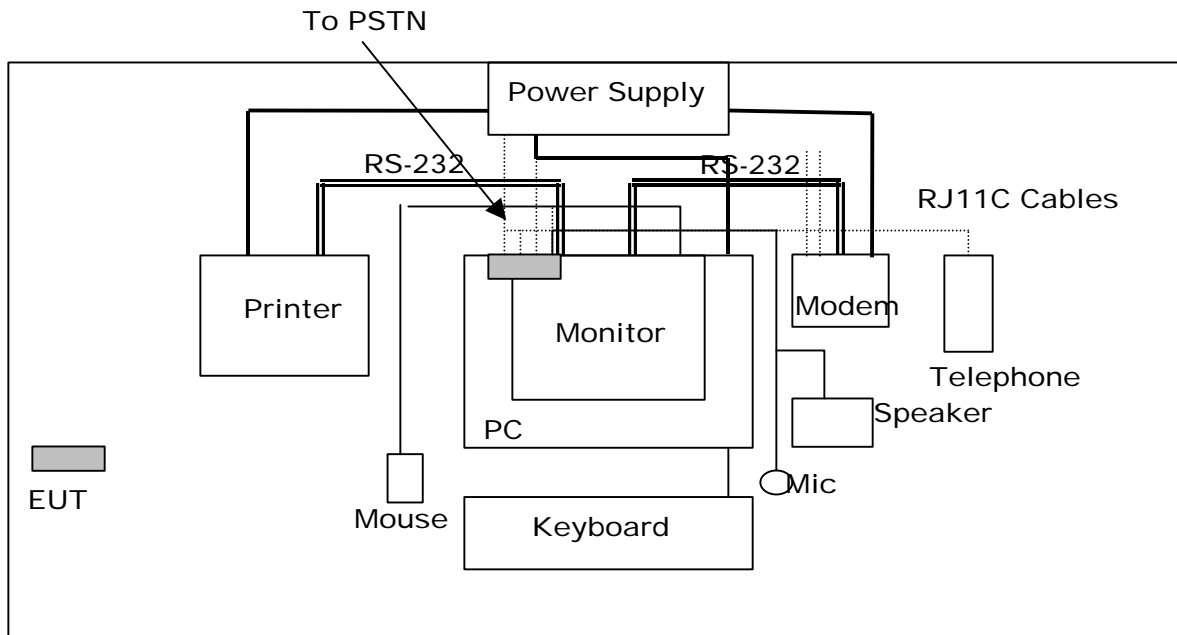 To PSTN
Power Supply
RS-232
RS-232
RJ11C Cables
Printer
Monitor
Modem
Telephone
Speaker
PC
EUT
Mouse
Mic
Keyboard